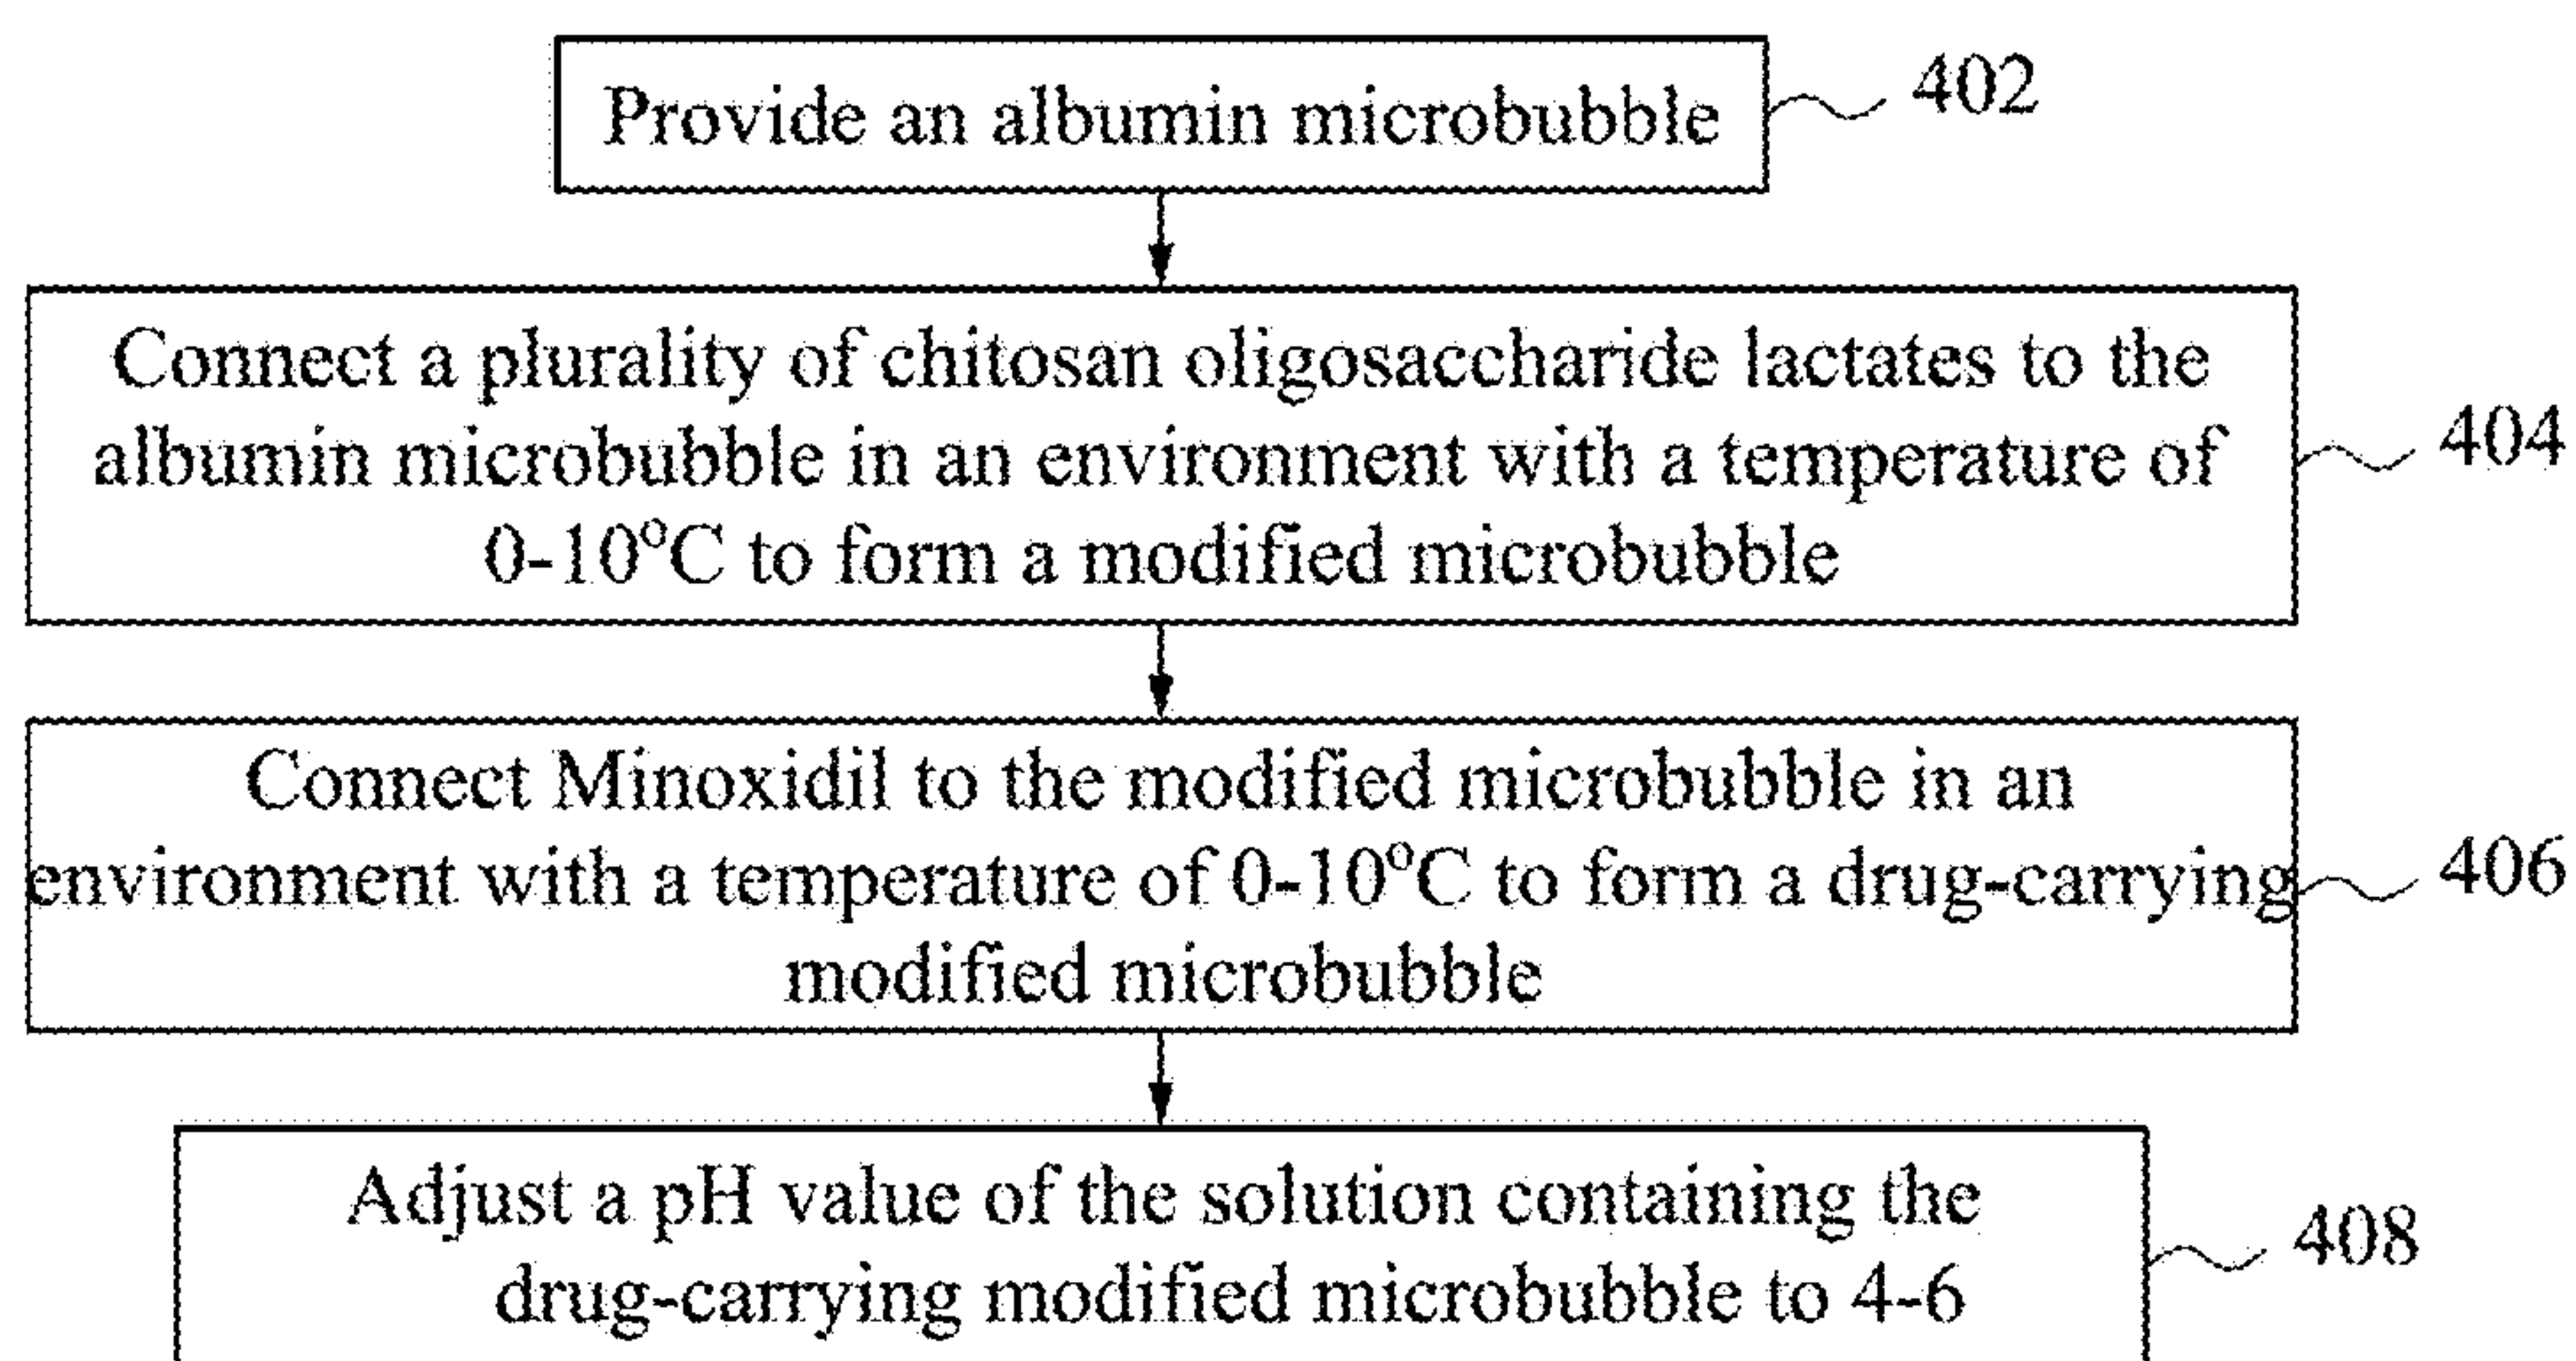 Provide an albumin microbubble
402
Connect a plurality of chitosan oligosaccharide lactates to the
albumin microbubble in an environment with a temperature of
0-10°C to form a modified microbubble
404
Connect Minoxidil to the modified microbubble in an
environment with a temperature of 0-10°C to form a drug-carrying
modified microbubble
406
Adjust a pH value of the solution containing the
drug-carrying modified microbubble to 4-6
408